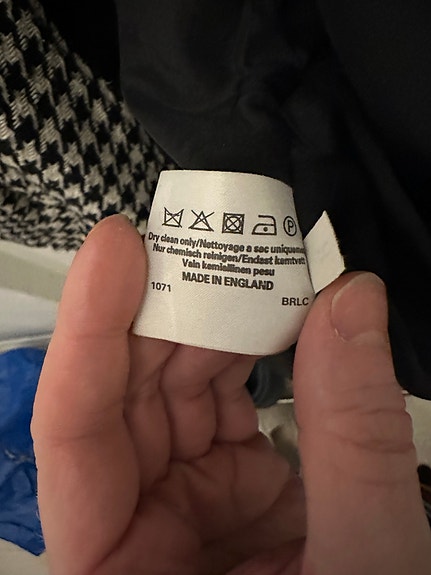 P
Dry clean only/Nettoyage a sec uniquement
Nur chemisch reinigen/Endast kemtvätt
Vain kemiallinen pesu
MADE IN ENGLAND
1071
BRLC